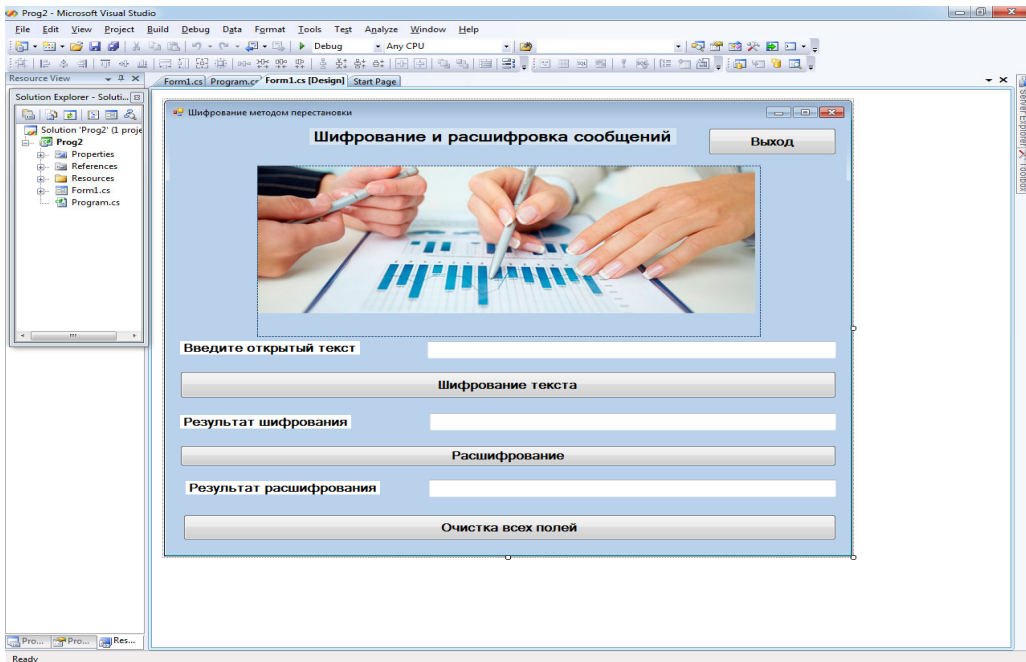 Prog2 - Microsoft Visual Studio
File Edit View Project Build Debug Data Format Tools Test Analyze Window Help
Debug Any CPU
Resource View
Form1.cs Program.cs Form1.cs [Design] Start Page
Solution Explorer - Soluti...
Solution 'Prog2' (1 proje
Prog2
Properties
References
Resources
Form1.cs
Program.cs
Шифрование методом перестановки
Шифрование и расшифровка сообщений
Выход
Введите открытый текст
Шифрование текста
Результат шифрования
Расшифрование
Результат расшифрования
Очистка всех полей
Server Explorer
Toolbox
Pro... Pro... Res...
Ready